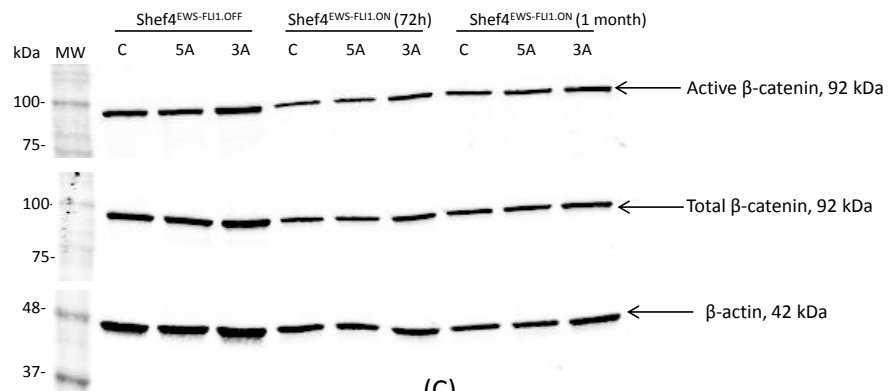 Shef4EWS-FLI1.OFF Shef4EWS-FLI1.ON (72h) Shef4EWS-FLI1.ON (1 month)
kDa MW C 5A 3A C 5A 3A C 5A 3A
100- Active β-catenin, 92 kDa
75-
100- Total β-catenin, 92 kDa
75-
48- β-actin, 42 kDa
37-
(C)